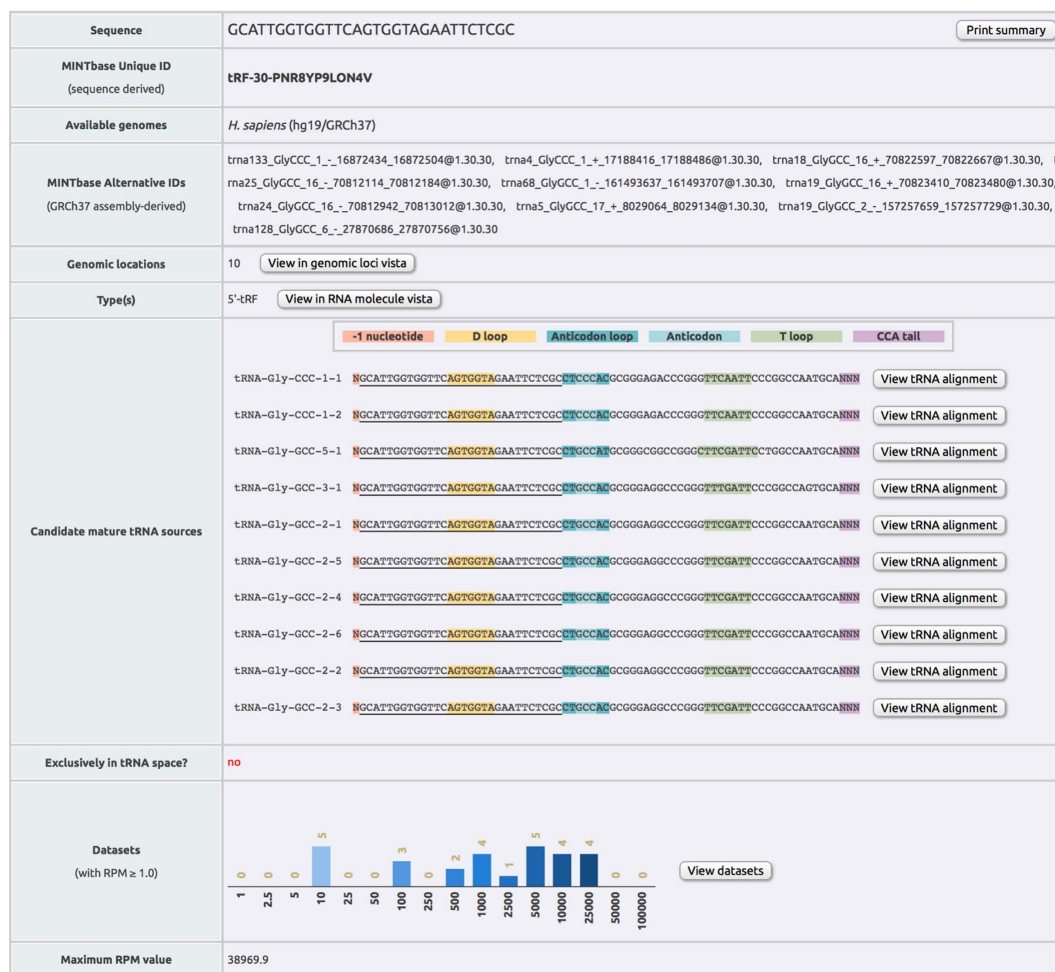 Sequence GCATTGGTGGTTCAGTGGTAGAATTCTCGC Print summary
MINTbase Unique ID
(sequence derived)
tRF-30-PNR8YP9LON4V
Available genomes H. sapiens (hg19/GRCh37)
MINTbase Alternative IDs
(GRCh37 assembly-derived)
trna133_GlyCCC_1_-_16872434_16872504@1.30.30, trna4_GlyCCC_1_+_17188416_17188486@1.30.30, trna18_GlyGCC_16_+_70822597_70822667@1.30.30, t
rna25_GlyGCC_16_-_70812114_70812184@1.30.30, trna68_GlyGCC_1_-_161493637_161493707@1.30.30, trna19_GlyGCC_16_+_70823410_70823480@1.30.30,
trna24_GlyGCC_16_-_70812942_70813012@1.30.30, trna5_GlyGCC_17_+_8029064_8029134@1.30.30, trna19_GlyGCC_2_-_157257659_157257729@1.30.30,
trna128_GlyGCC_6_-_27870686_27870756@1.30.30
Genomic locations 10 View in genomic loci vista
Type(s) 5'-tRF View in RNA molecule vista
Candidate mature tRNA sources
-1 nucleotide D loop Anticodon loop Anticodon T loop CCA tail
tRNA-Gly-CCC-1-1 NGCATTGGTGGTTCAGTGGTAGAATTCTCGCCTCCCACGCGGGAGACCCGGGTTCAATTCCCGGCCAATGCANNN View tRNA alignment
tRNA-Gly-CCC-1-2 NGCATTGGTGGTTCAGTGGTAGAATTCTCGCCTCCCACGCGGGAGACCCGGGTTCAATTCCCGGCCAATGCANNN View tRNA alignment
tRNA-Gly-GCC-5-1 NGCATTGGTGGTTCAGTGGTAGAATTCTCGCCTGCCATGCGGGCGGCCGGGCTTCGATTCCTGGCCAATGCANNN View tRNA alignment
tRNA-Gly-GCC-3-1 NGCATTGGTGGTTCAGTGGTAGAATTCTCGCCTGCCACGCGGGAGGCCCGGGTTTGATTCCCGGCCAGTGCANNN View tRNA alignment
tRNA-Gly-GCC-2-1 NGCATTGGTGGTTCAGTGGTAGAATTCTCGCCTGCCACGCGGGAGGCCCGGGTTCGATTCCCGGCCAATGCANNN View tRNA alignment
tRNA-Gly-GCC-2-5 NGCATTGGTGGTTCAGTGGTAGAATTCTCGCCTGCCACGCGGGAGGCCCGGGTTCGATTCCCGGCCAATGCANNN View tRNA alignment
tRNA-Gly-GCC-2-4 NGCATTGGTGGTTCAGTGGTAGAATTCTCGCCTGCCACGCGGGAGGCCCGGGTTCGATTCCCGGCCAATGCANNN View tRNA alignment
tRNA-Gly-GCC-2-6 NGCATTGGTGGTTCAGTGGTAGAATTCTCGCCTGCCACGCGGGAGGCCCGGGTTCGATTCCCGGCCAATGCANNN View tRNA alignment
tRNA-Gly-GCC-2-2 NGCATTGGTGGTTCAGTGGTAGAATTCTCGCCTGCCACGCGGGAGGCCCGGGTTCGATTCCCGGCCAATGCANNN View tRNA alignment
tRNA-Gly-GCC-2-3 NGCATTGGTGGTTCAGTGGTAGAATTCTCGCCTGCCACGCGGGAGGCCCGGGTTCGATTCCCGGCCAATGCANNN View tRNA alignment
Exclusively in tRNA space? no
Datasets
(with RPM ≥ 1.0)
0 0 0 5 0 0 3 0 2 4 1 5 4 4 0 0
1 2.5 5 10 25 50 100 250 500 1000 2500 5000 10000 25000 50000 100000
View datasets
Maximum RPM value 38969.9